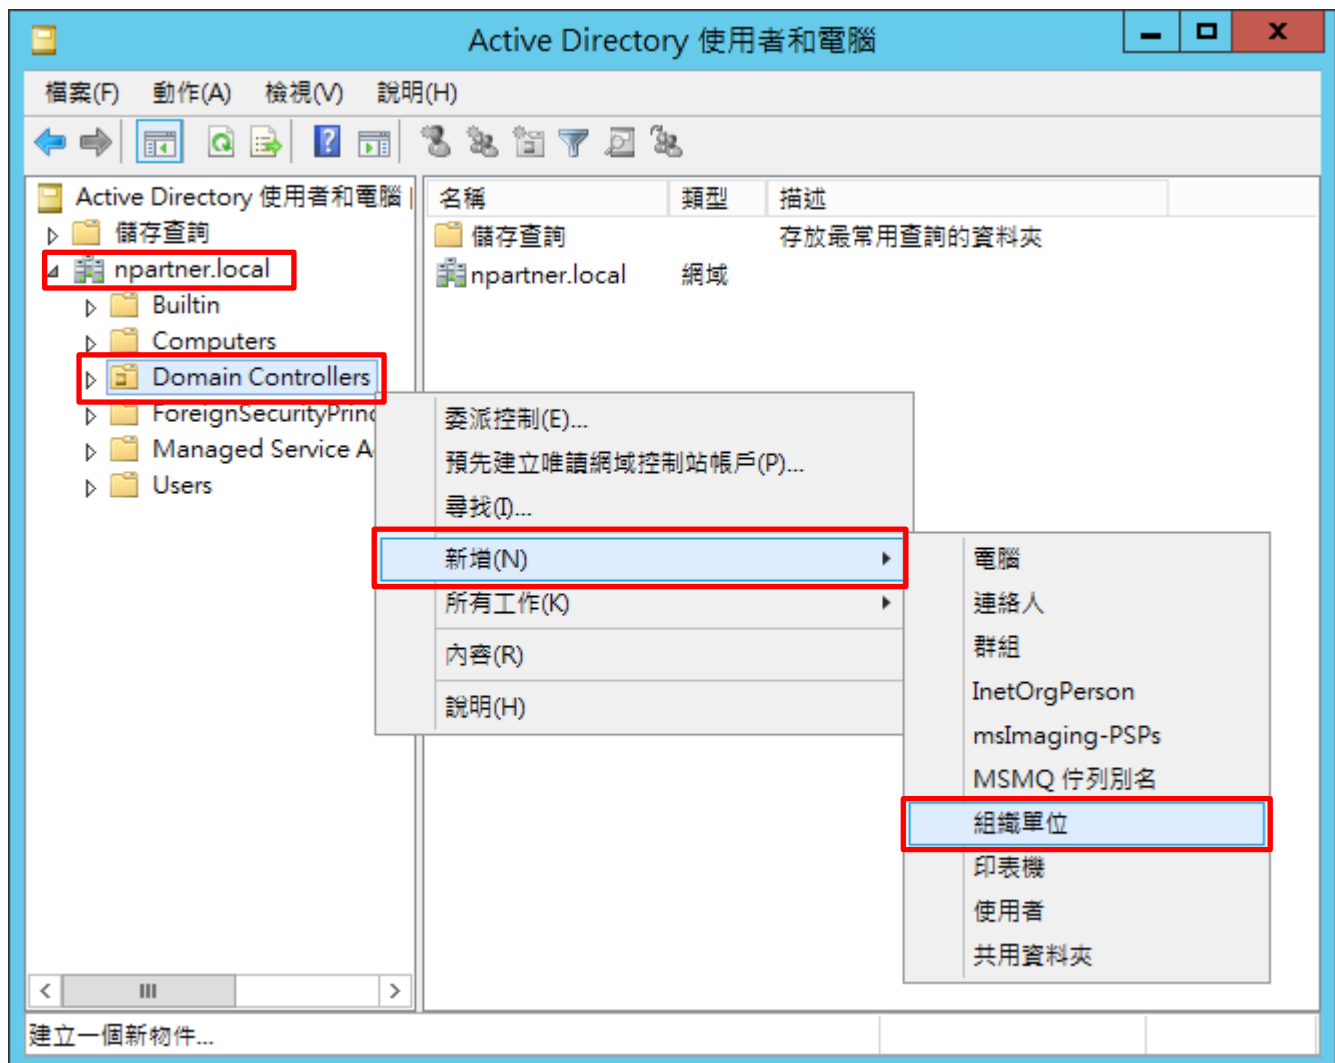 Active Directory 使用者和電腦
檔案(F) 動作(A) 檢視(V) 說明(H)
Active Directory 使用者和電腦
儲存查詢
npartner.local
Builtin
Computers
Domain Controllers
ForeignSecurityPrinc
Managed Service A
Users
名稱 類型 描述
儲存查詢 存放最常用查詢的資料夾
npartner.local 網域
委派控制(E)...
預先建立唯讀網域控制站帳戶(P)...
尋找(I)...
新增(N)
所有工作(K)
內容(R)
說明(H)
電腦
連絡人
群組
InetOrgPerson
msImaging-PSPs
MSMQ 佇列別名
組織單位
印表機
使用者
共用資料夾
建立一個新物件...